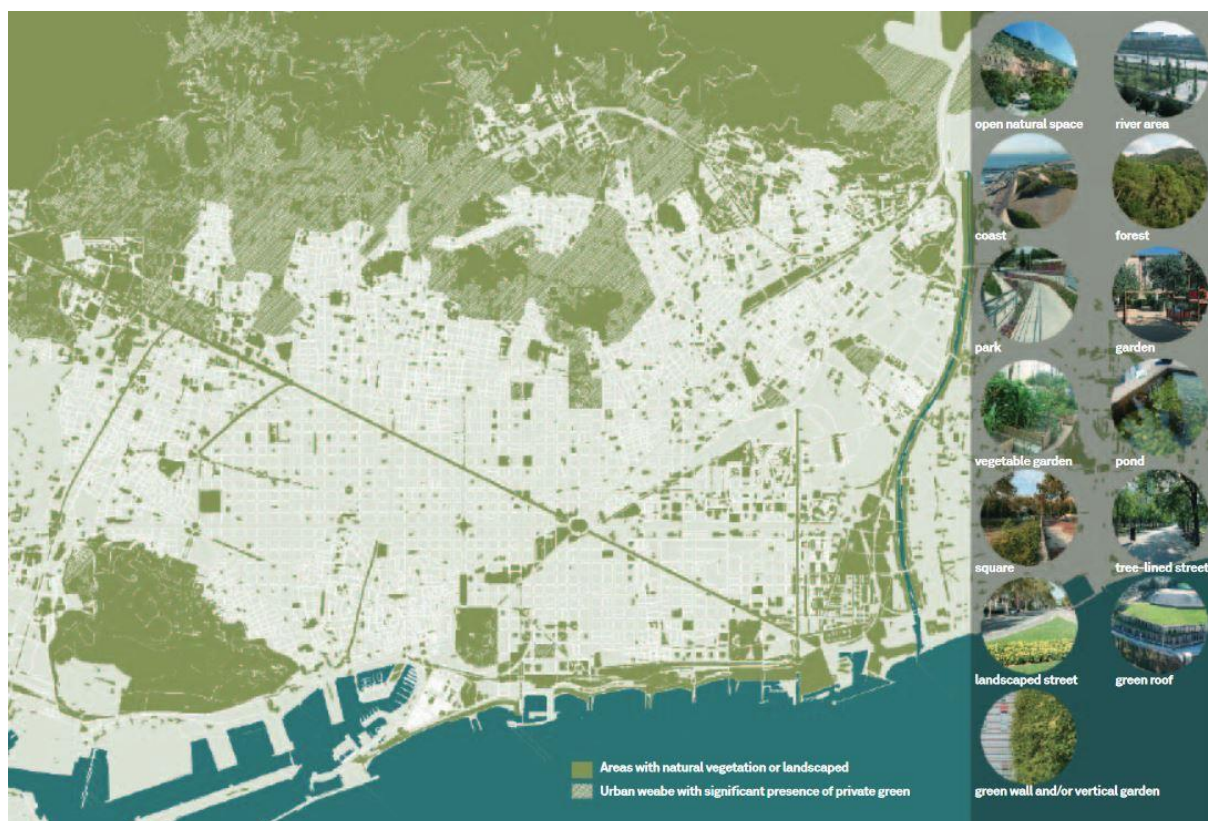 open natural space
river area
coast
forest
park
garden
vegetable garden
pond
square
tree-lined street
landscaped street
green roof
green wall and/or vertical garden
Areas with natural vegetation or landscaped
Urban weabe with significant presence of private green